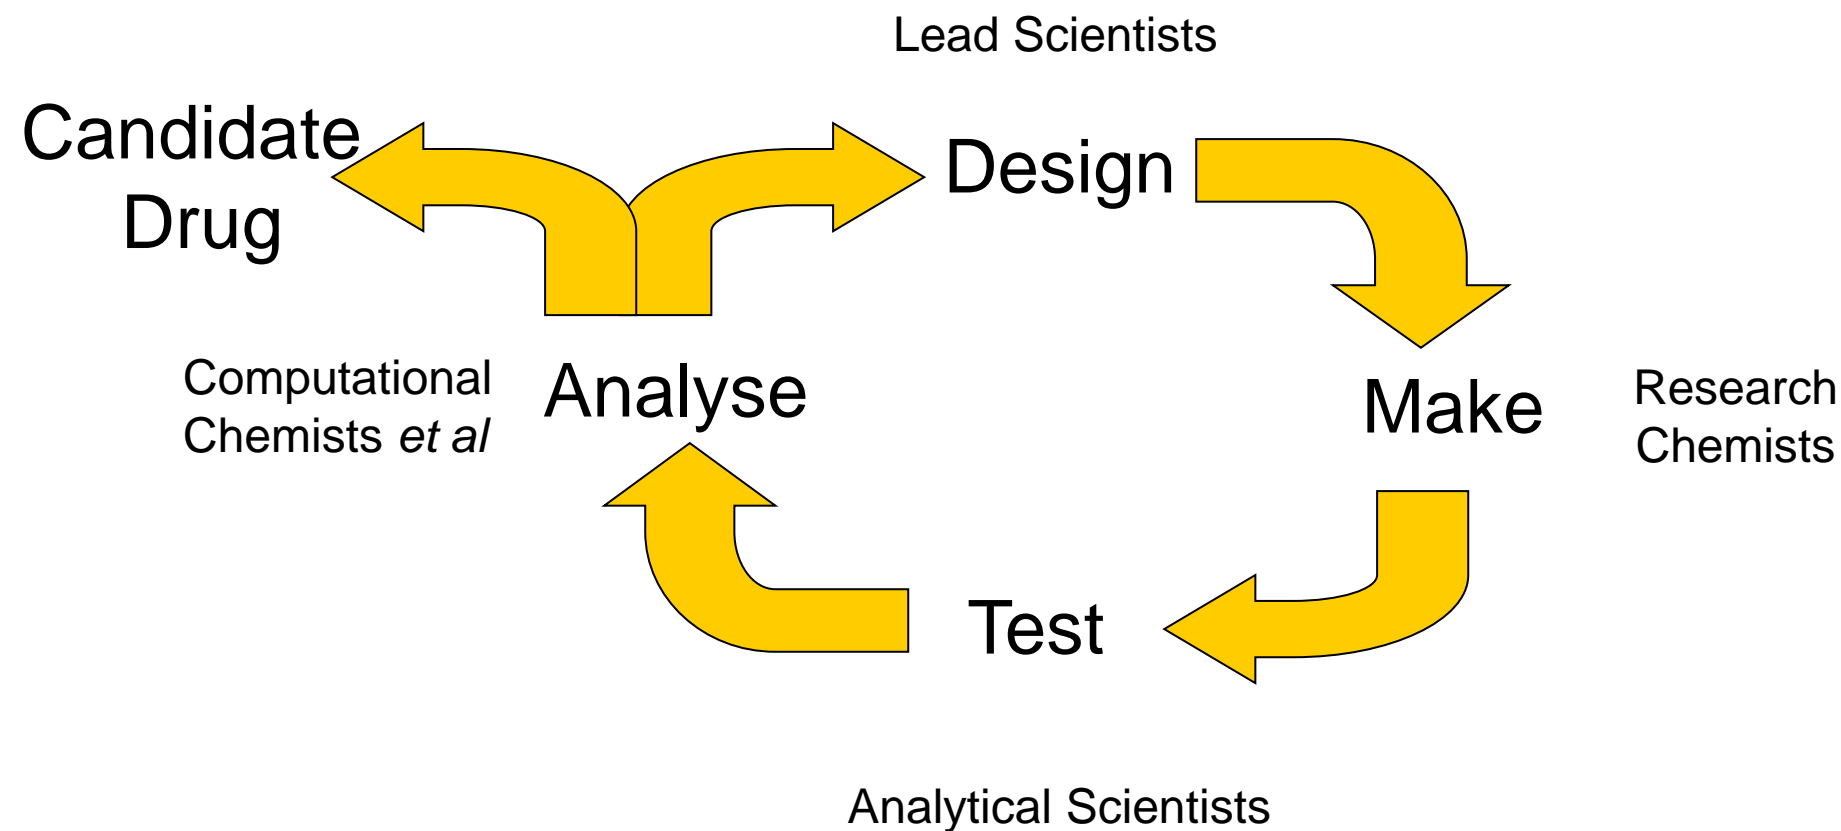 Lead Scientists
Candidate
Drug
Design
Computational
Chemists et al
Analyse
Make
Research
Chemists
Test
Analytical Scientists